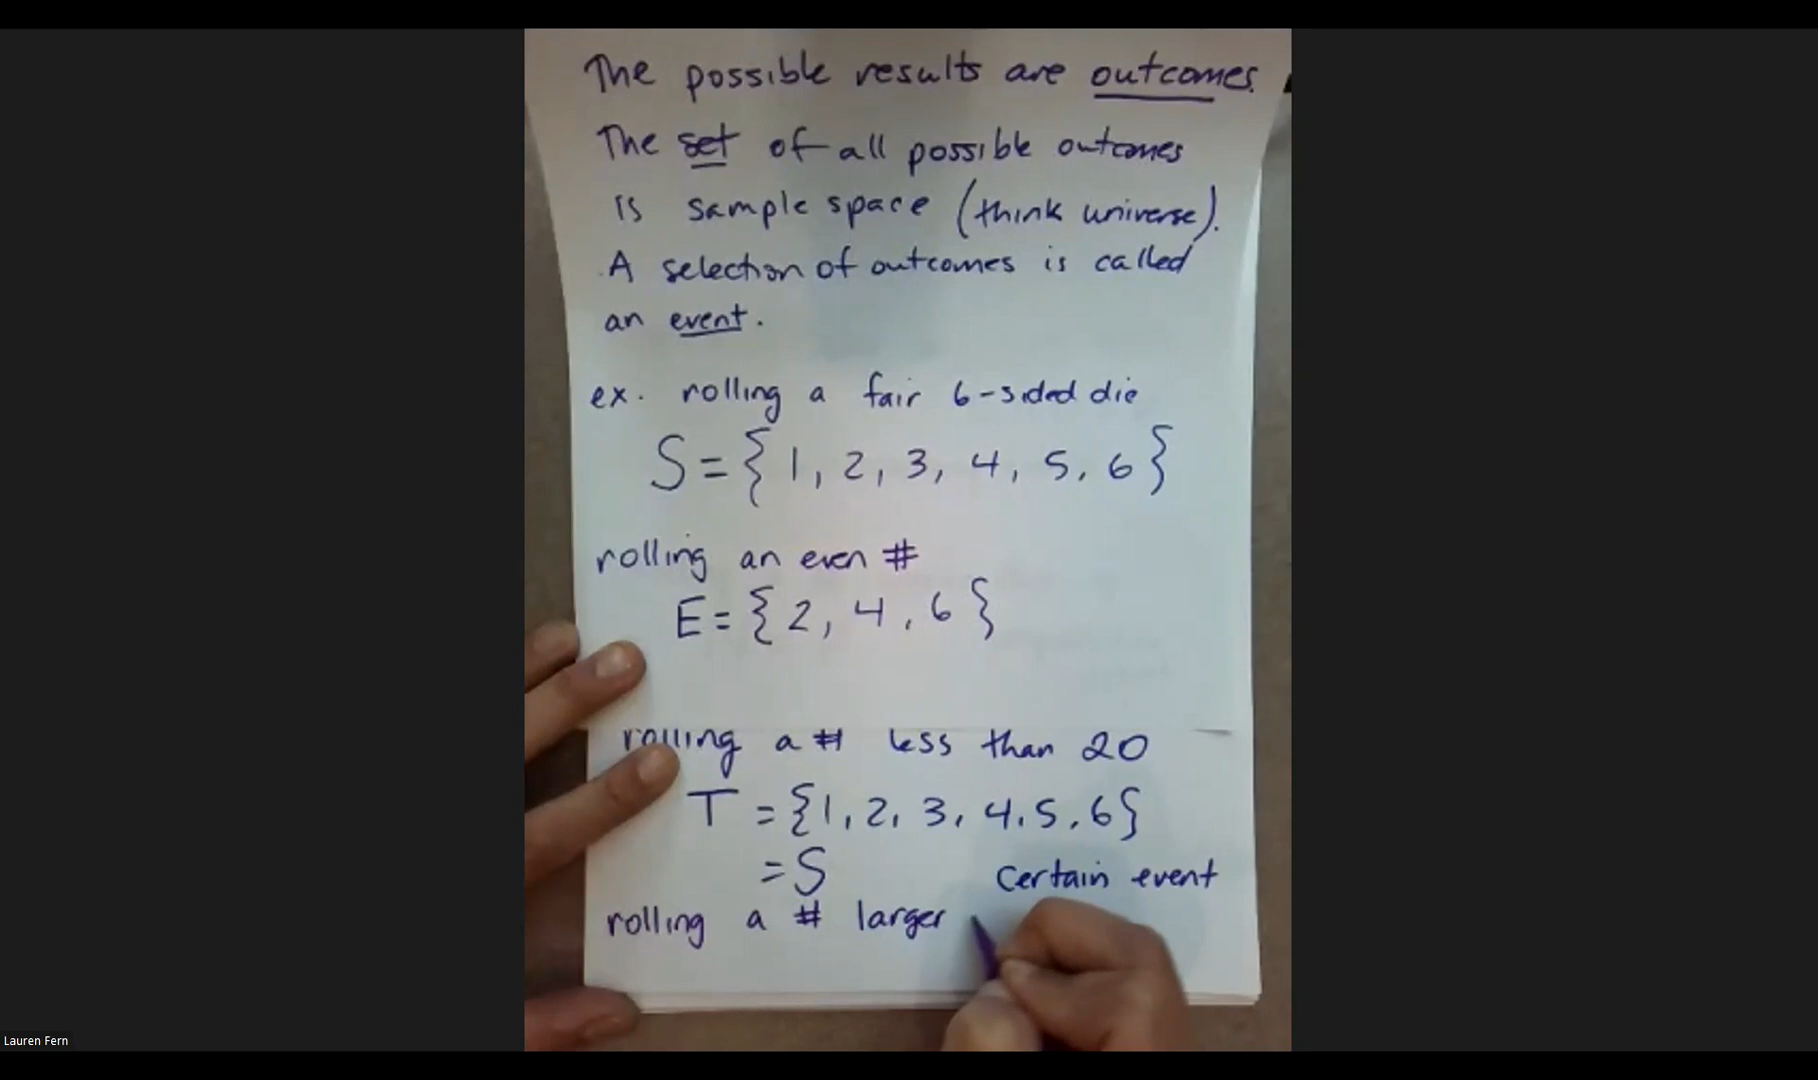 The possible results are outcomes.
The set of all possible outcomes
is sample space (think universe).
A selection of outcomes is called
an event.
ex. rolling a fair 6-sided die
S = { 1, 2, 3, 4, 5, 6 }
rolling an even #
E = { 2, 4, 6 }
rolling a # less than 20
T = { 1, 2, 3, 4, 5, 6 }
= S certain event
rolling a # larger
Lauren Fern